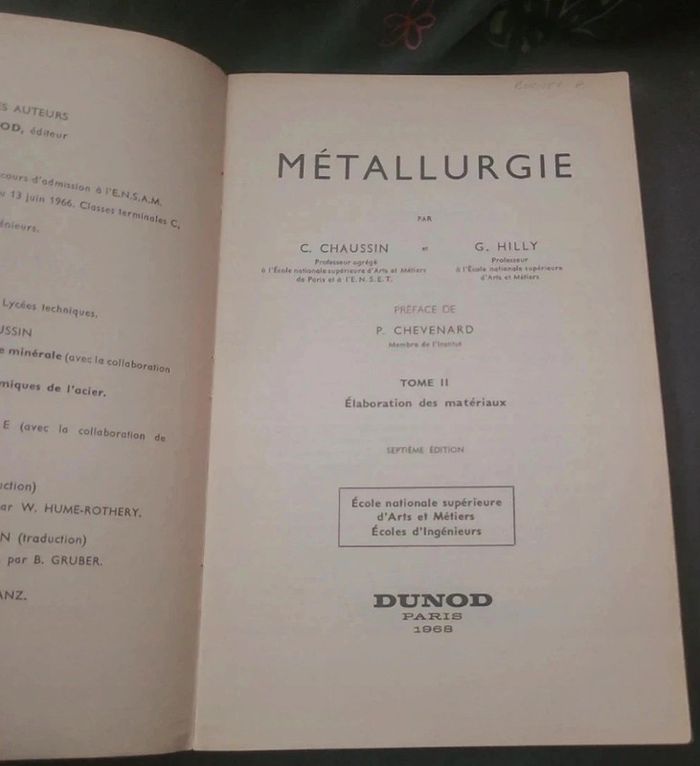 S AUTEURS
OD, éditeur
cours d'admission à l'E.N.S.A.M.
u 13 juin 1966. Classes terminales C,
énieurs.
Lycées techniques.
USSIN
e minérale (avec la collaboration
miques de l'acier.
E (avec la collaboration de
uction)
ar W. HUME-ROTHERY.
N (traduction)
par B. GRUBER.
ANZ.
MÉTALLURGIE
PAR
C. CHAUSSIN et G. HILLY
Professeur agrégé
à l'École nationale supérieure d'Arts et Métiers
de Paris et à l'E.N.S.E.T.
Professeur
à l'École nationale supérieure
d'Arts et Métiers
PRÉFACE DE
P. CHEVENARD
Membre de l'Institut
TOME II
Élaboration des matériaux
SEPTIÈME ÉDITION
École nationale supérieure
d'Arts et Métiers
Écoles d'Ingénieurs
DUNOD
PARIS
1968